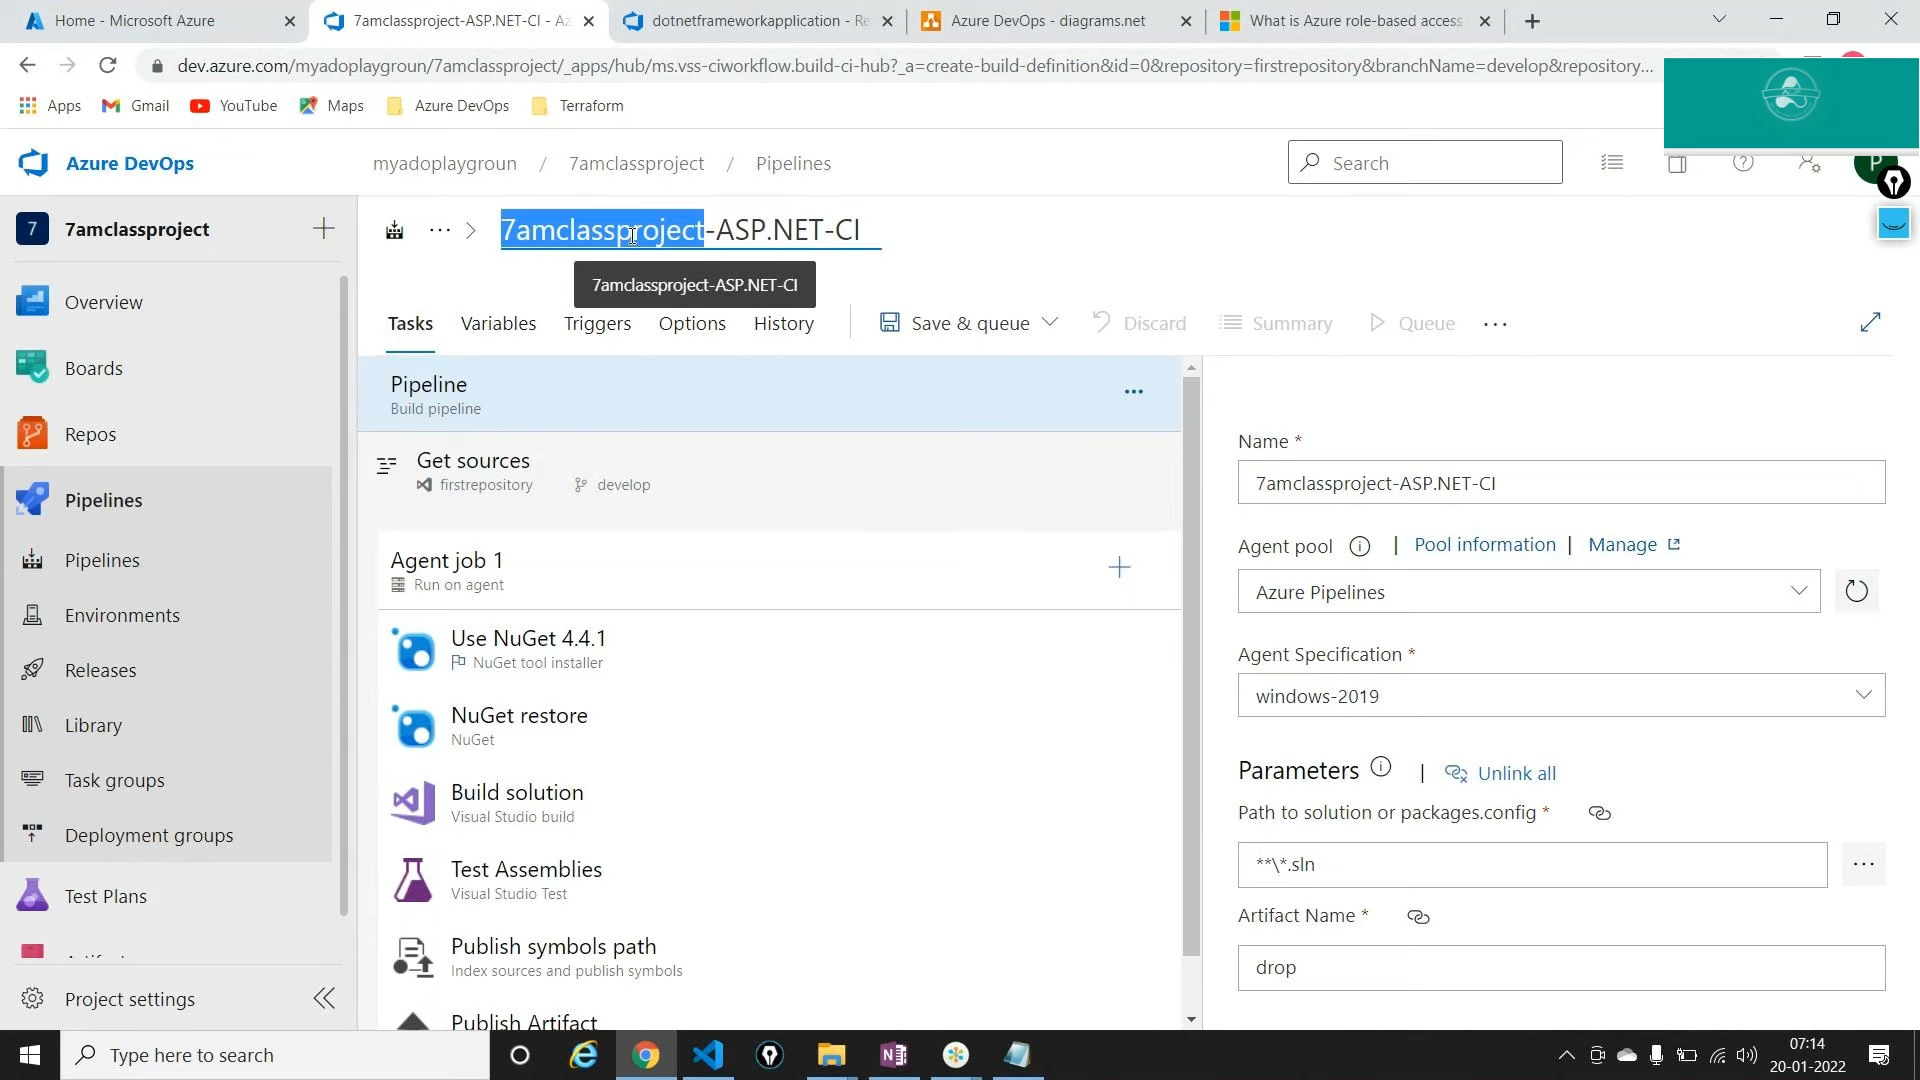 Home - Microsoft Azure
7amclassproject-ASP.NET-CI - Az
dotnetframeworkapplication - Re
Azure DevOps - diagrams.net
What is Azure role-based access
dev.azure.com/myadoplaygroun/7amclassproject/_apps/hub/ms.vss-ciworkflow.build-ci-hub?_a=create-build-definition&id=0&repository=firstrepository&branchName=develop&repository...
Apps
Gmail
YouTube
Maps
Azure DevOps
Terraform
Azure DevOps
myadoplaygroun / 7amclassproject / Pipelines
Search
P
7 7amclassproject
Overview
Boards
Repos
Pipelines
Pipelines
Environments
Releases
Library
Task groups
Deployment groups
Test Plans
Project settings
7amclassproject-ASP.NET-CI
7amclassproject-ASP.NET-CI
Tasks
Variables
Triggers
Options
History
Save & queue
Discard
Summary
Queue
Pipeline
Build pipeline
Get sources
firstrepository
develop
Agent job 1
Run on agent
Use NuGet 4.4.1
NuGet tool installer
NuGet restore
NuGet
Build solution
Visual Studio build
Test Assemblies
Visual Studio Test
Publish symbols path
Index sources and publish symbols
Publish Artifact
Name *
7amclassproject-ASP.NET-CI
Agent pool | Pool information | Manage
Azure Pipelines
Agent Specification *
windows-2019
Parameters | Unlink all
Path to solution or packages.config *
**\*.sln
Artifact Name *
drop
Type here to search
07:14
20-01-2022